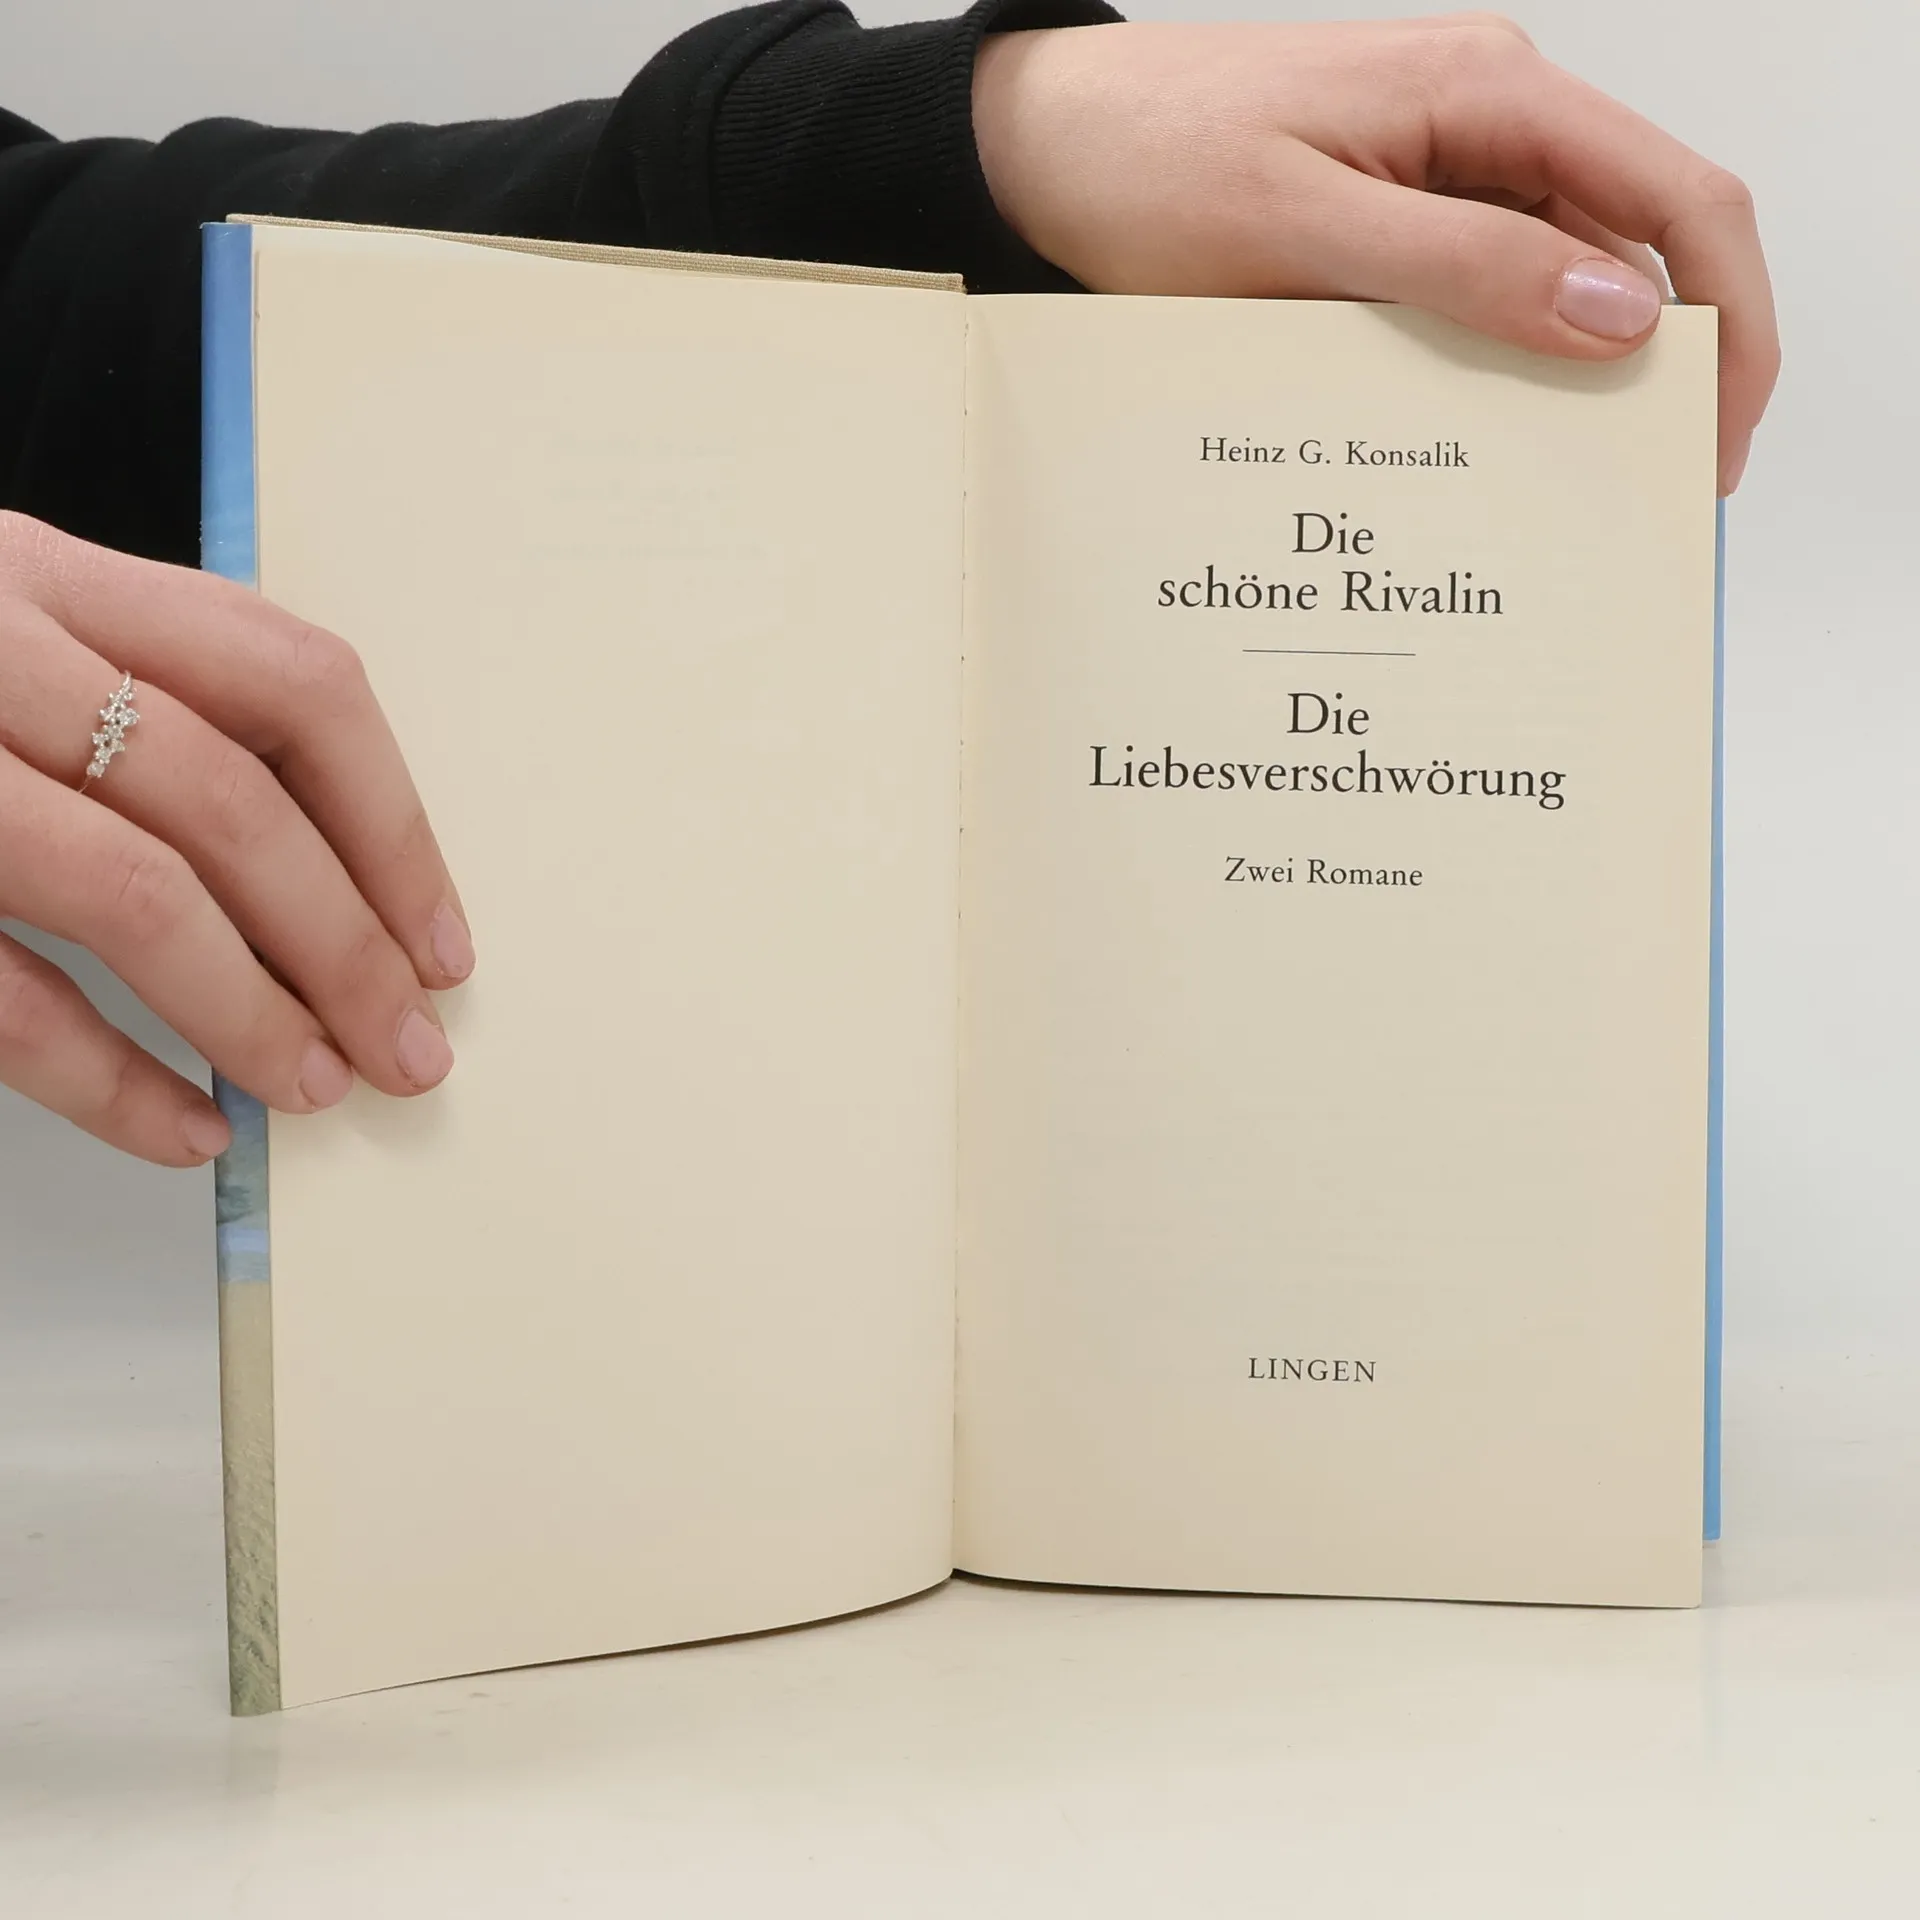 Heinz G. Konsalik
Die
schöne Rivalin
Die
Liebesverschwörung
Zwei Romane
LINGEN